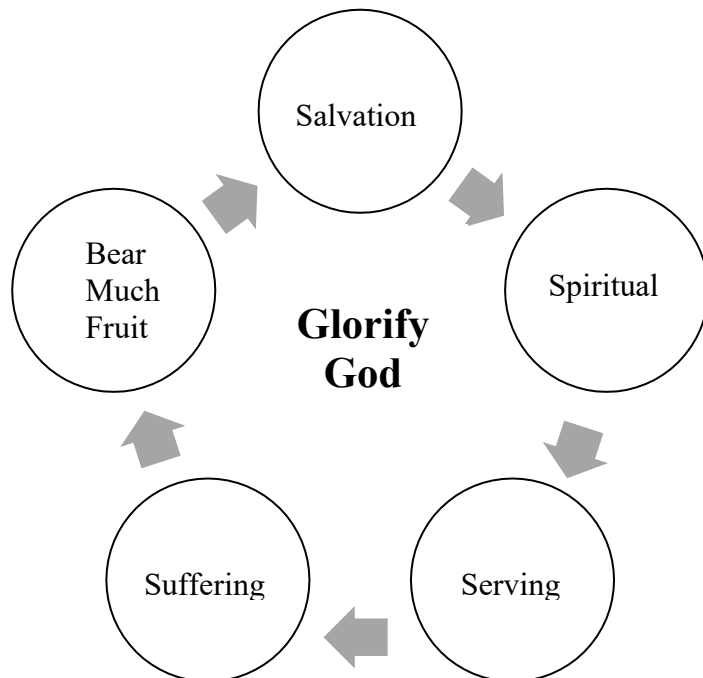 Salvation
Spiritual
Bear
Much
Fruit
Glorify
God
Suffering
Serving